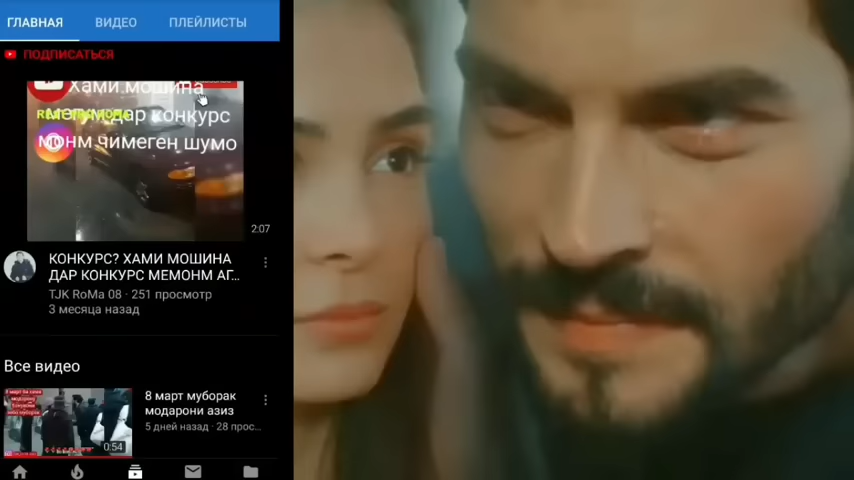 ГЛАВНАЯ ВИДЕО ПЛЕЙЛИСТЫ
ПОДПИСАТЬСЯ
Хами мошина
дар конкурс
монм чимеген шумо
2:07
КОНКУРС? ХАМИ МОШИНА
ДАР КОНКУРС МЕМОНМ АГ...
TJK RoMa 08 · 251 просмотр
3 месяца назад
Все видео
8 март муборак
модарони азиз
5 дней назад · 28 прос...
0:54